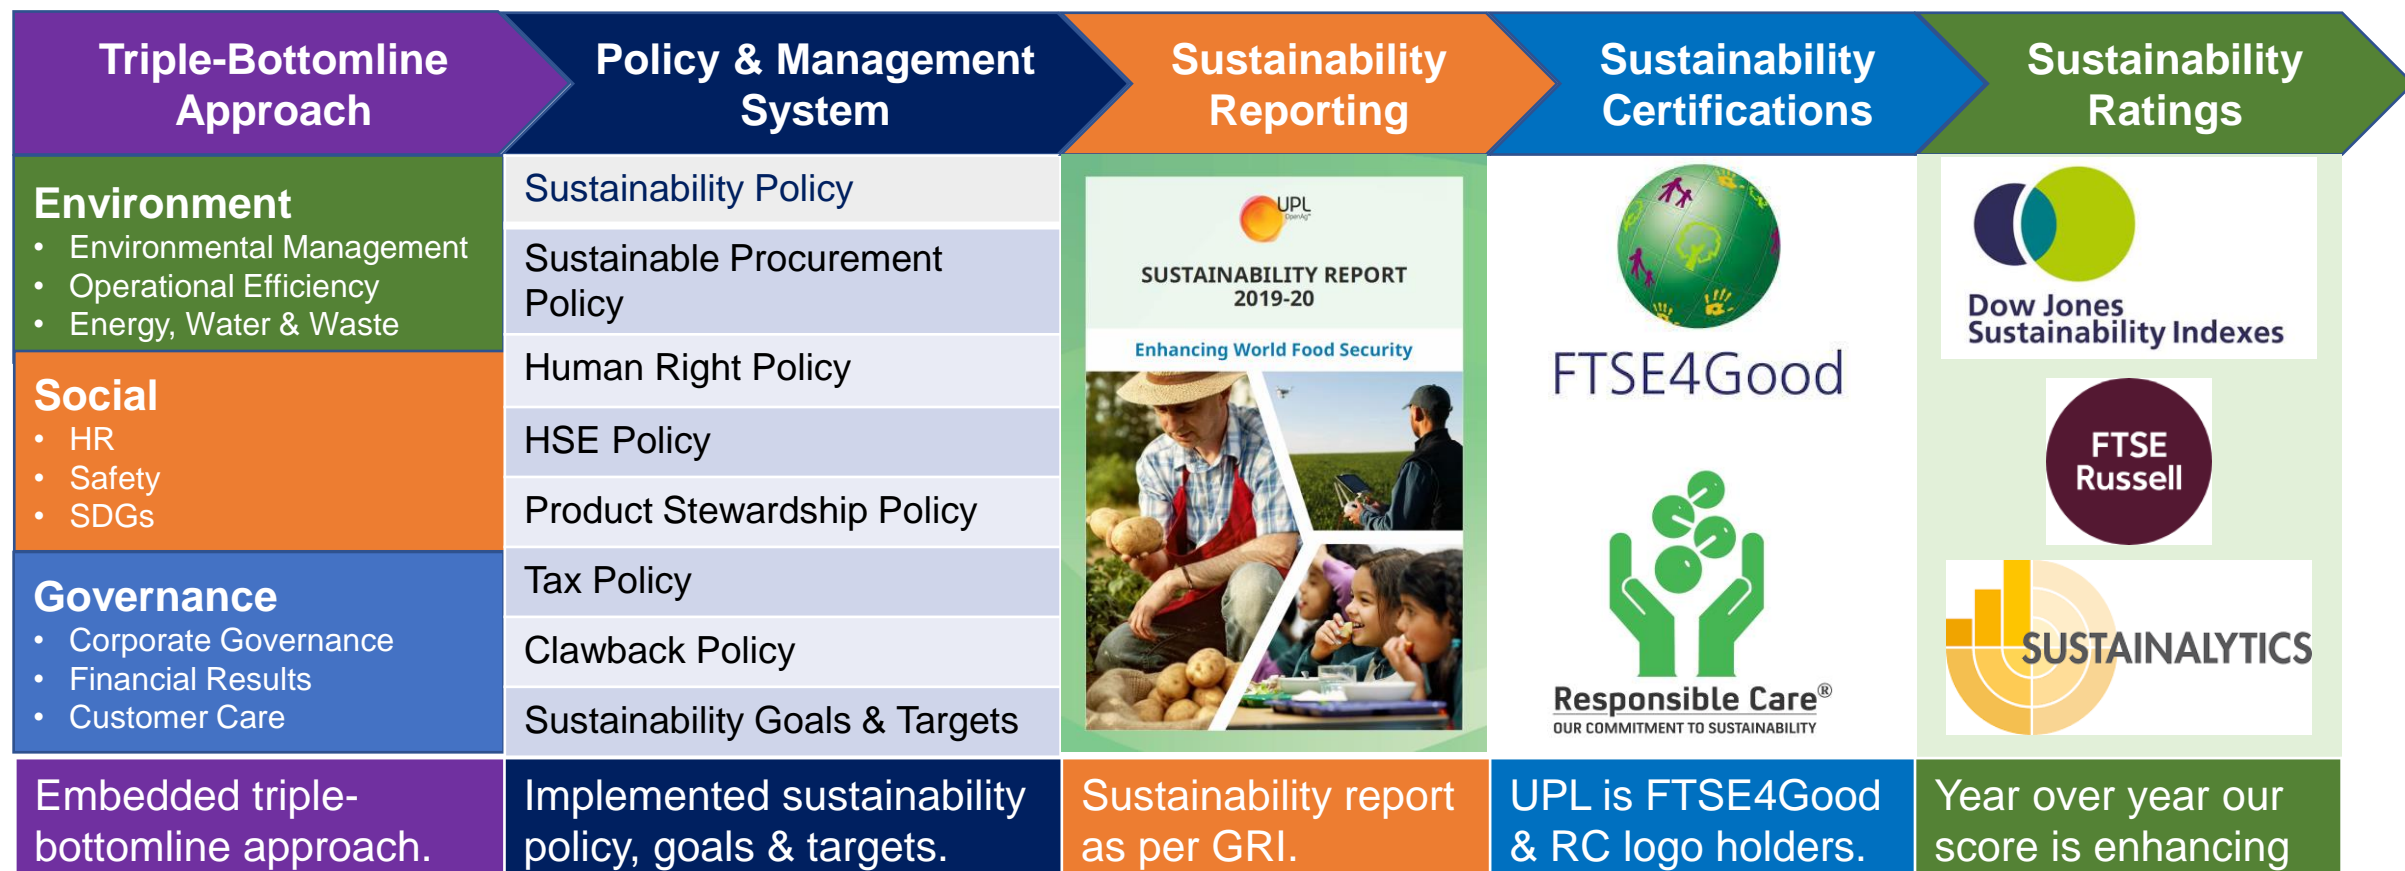 Triple-Bottomline
Approach
Policy & Management
System
Sustainability
Reporting
Sustainability
Certifications
Sustainability
Ratings
Environment
• Environmental Management
• Operational Efficiency
• Energy, Water & Waste
Social
• HR
• Safety
• SDGs
Governance
• Corporate Governance
• Financial Results
• Customer Care
Embedded triple-
bottomline approach.
Sustainability Policy
Sustainable Procurement
Policy
Human Right Policy
HSE Policy
Product Stewardship Policy
Tax Policy
Clawback Policy
Sustainability Goals & Targets
Implemented sustainability
policy, goals & targets.
UPL
OpenAg™
SUSTAINABILITY REPORT
2019-20
Enhancing World Food Security
Sustainability report
as per GRI.
FTSE4Good
Responsible Care®
OUR COMMITMENT TO SUSTAINABILITY
UPL is FTSE4Good
& RC logo holders.
Dow Jones
Sustainability Indexes
FTSE
Russell
SUSTAINALYTICS
Year over year our
score is enhancing